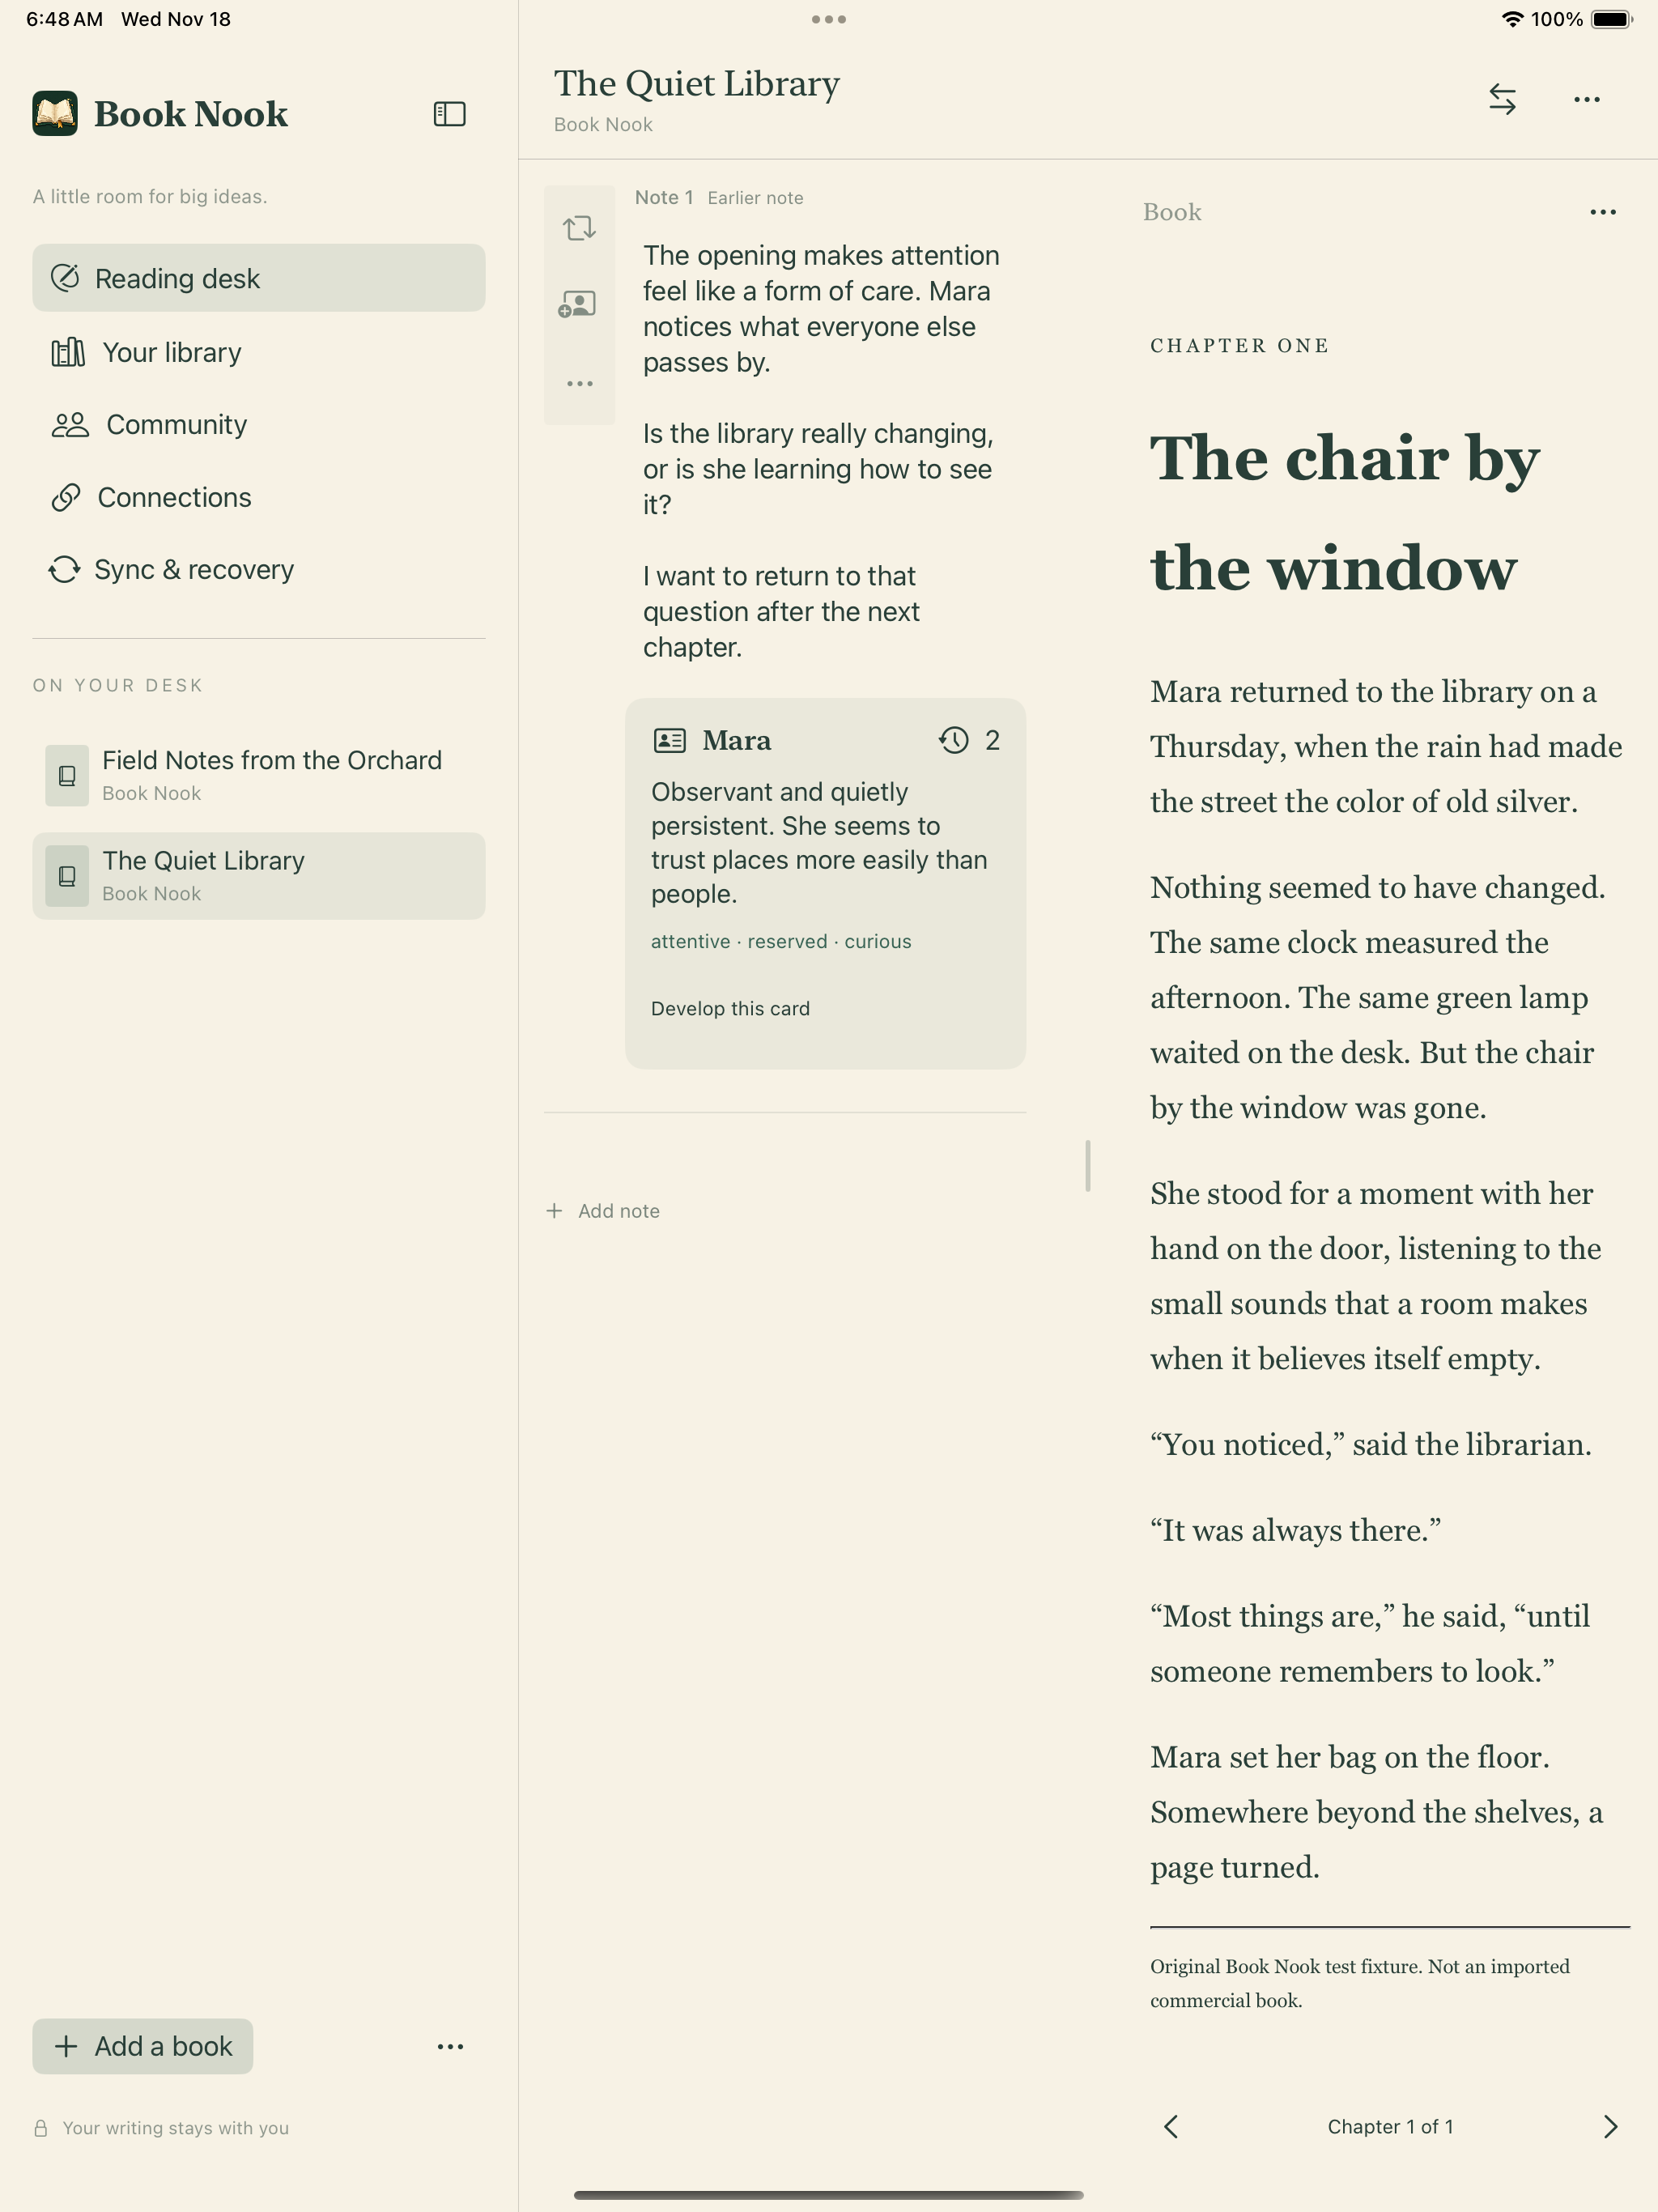 6:48 AM Wed Nov 18
100%
Book Nook
A little room for big ideas.
Reading desk
Your library
Community
Connections
Sync & recovery
ON YOUR DESK
Field Notes from the Orchard
Book Nook
The Quiet Library
Book Nook
Add a book
Your writing stays with you
The Quiet Library
Book Nook
Note 1 Earlier note
The opening makes attention
feel like a form of care. Mara
notices what everyone else
passes by.
Is the library really changing,
or is she learning how to see
it?
I want to return to that
question after the next
chapter.
Mara 2
Observant and quietly
persistent. She seems to
trust places more easily than
people.
attentive · reserved · curious
Develop this card
Add note
Book
CHAPTER ONE
The chair by
the window
Mara returned to the library on a
Thursday, when the rain had made
the street the color of old silver.
Nothing seemed to have changed.
The same clock measured the
afternoon. The same green lamp
waited on the desk. But the chair
by the window was gone.
She stood for a moment with her
hand on the door, listening to the
small sounds that a room makes
when it believes itself empty.
“You noticed,” said the librarian.
“It was always there.”
“Most things are,” he said, “until
someone remembers to look.”
Mara set her bag on the floor.
Somewhere beyond the shelves, a
page turned.
Original Book Nook test fixture. Not an imported
commercial book.
Chapter 1 of 1